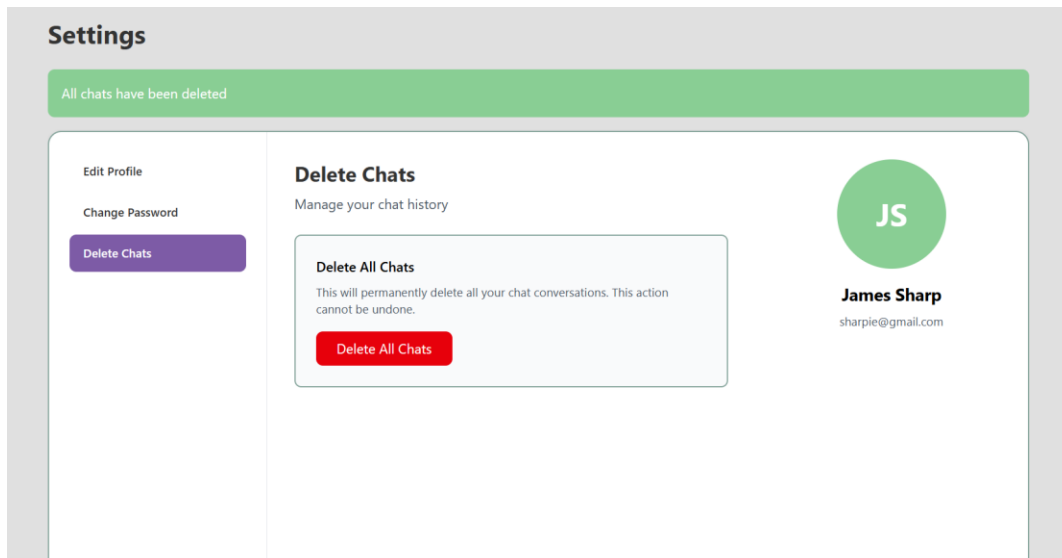 Settings
All chats have been deleted
Edit Profile
Change Password
Delete Chats
Delete Chats
Manage your chat history
Delete All Chats
This will permanently delete all your chat conversations. This action
cannot be undone.
Delete All Chats
JS
James Sharp
sharpie@gmail.com